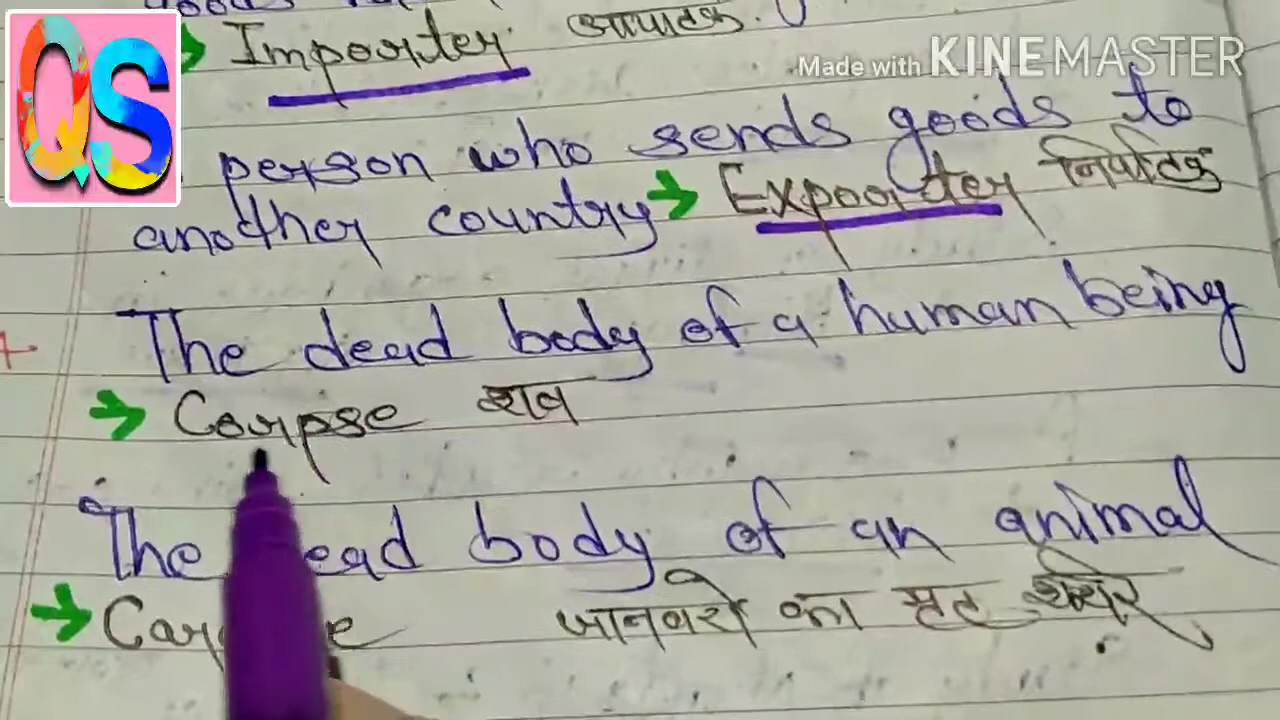 Importer आयातक.
QS
Made with KINEMASTER
person who sends goods to
another country → Exporter निर्यातक
The dead body of a human being
→ Corpse शव
The dead body of an animal
→ जानवरो का मृत शरीर